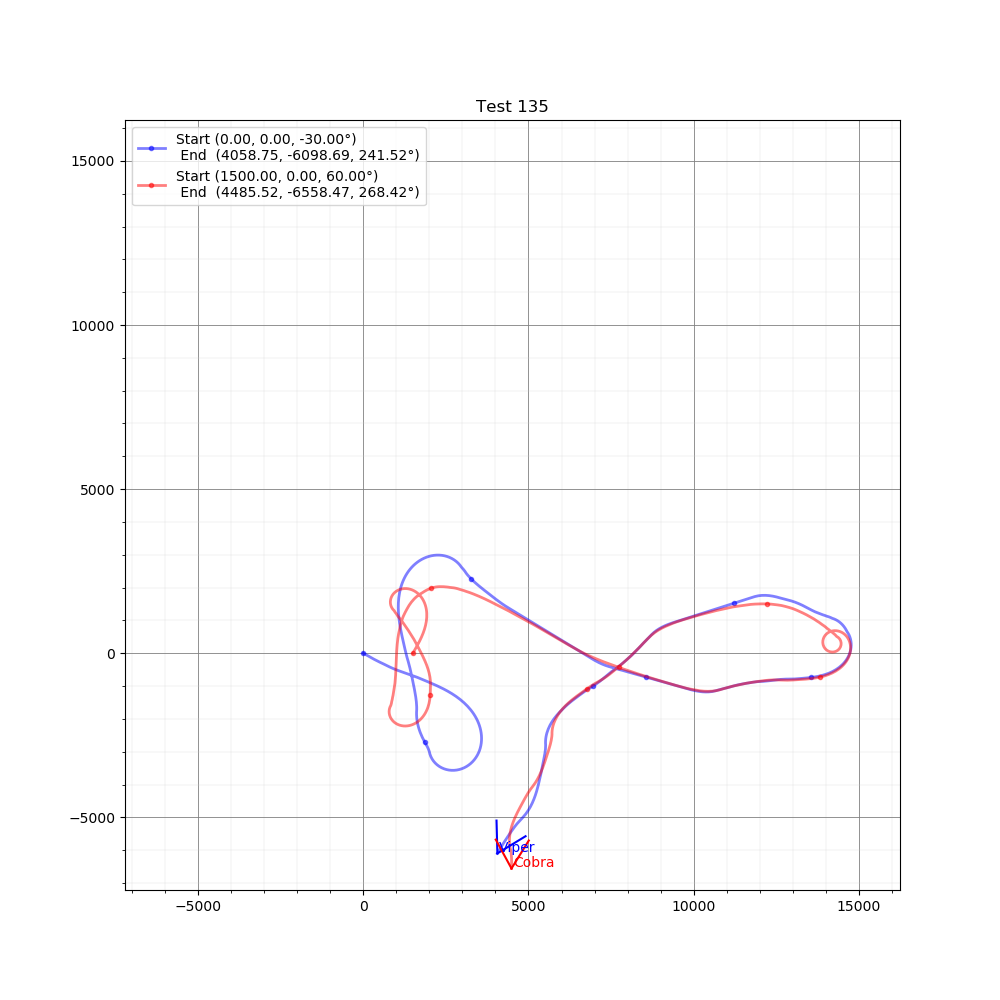 Test 135
Start (0.00, 0.00, -30.00°)
End (4058.75, -6098.69, 241.52°)
Start (1500.00, 0.00, 60.00°)
End (4485.52, -6558.47, 268.42°)
15000
10000
5000
0
−5000
Viper
Cobra
−5000
0
5000
10000
15000